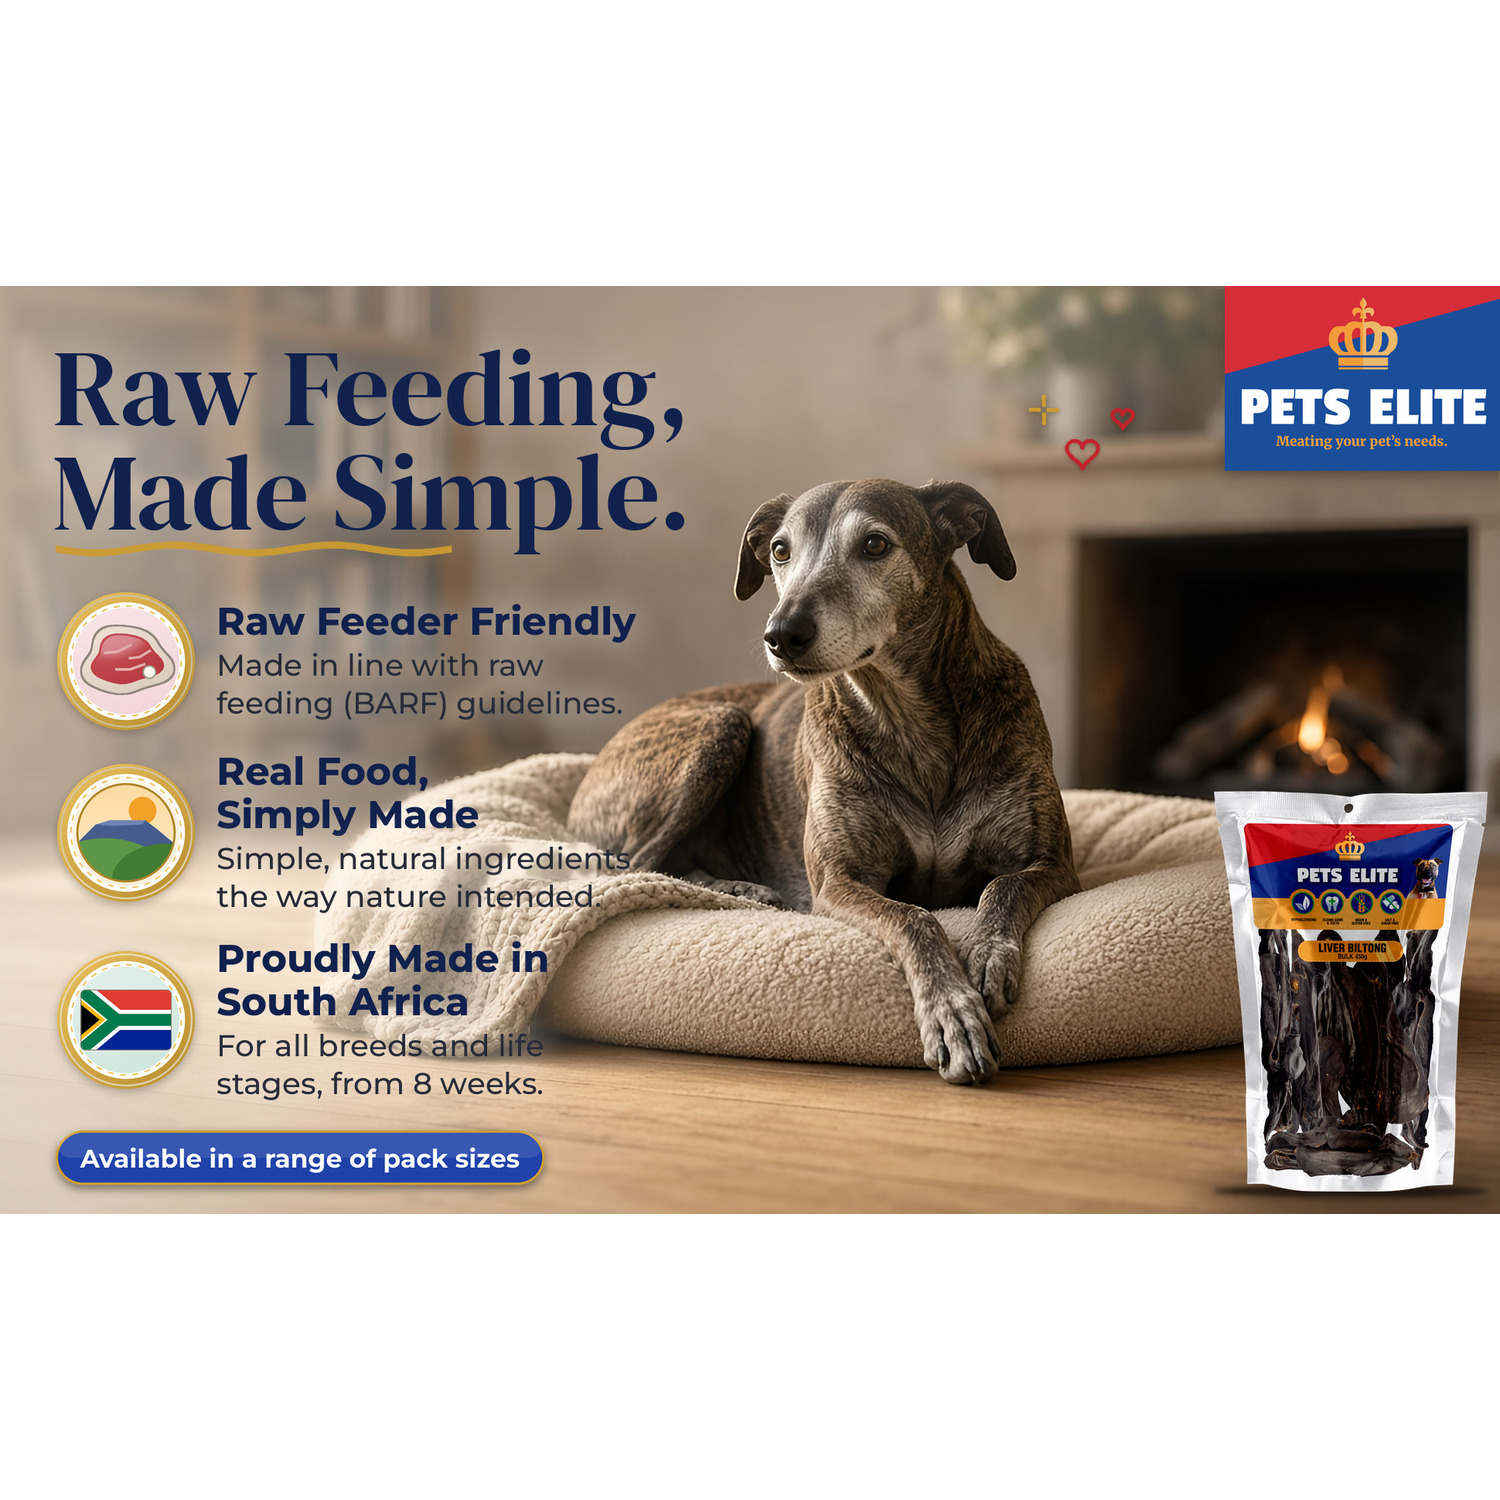 Raw Feeding,
Made Simple.
Raw Feeder Friendly
Made in line with raw
feeding (BARF) guidelines.
Real Food,
Simply Made
Simple, natural ingredients
the way nature intended.
Proudly Made in
South Africa
For all breeds and life
stages, from 8 weeks.
Available in a range of pack sizes
PETS ELITE
Meating your pet's needs.
PETS ELITE
LIVER BILTONG
BULK 450g